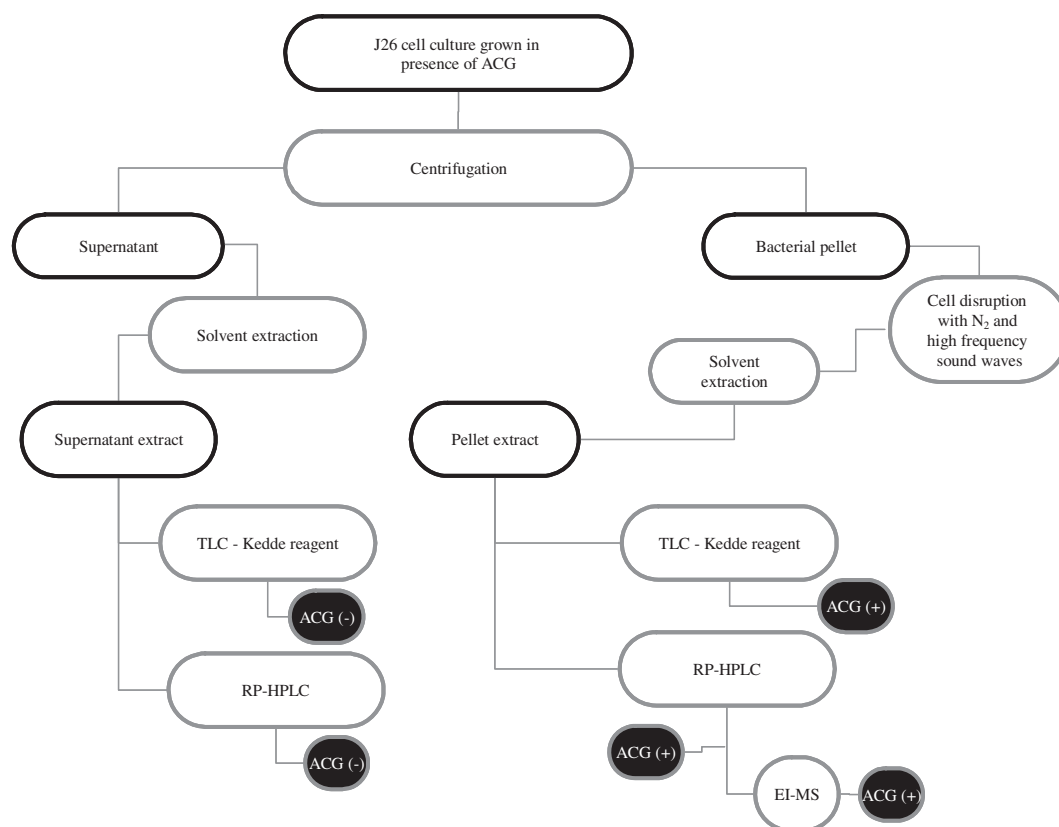 J26 cell culture grown in
presence of ACG
Centrifugation
Supernatant
Bacterial pellet
Solvent extraction
Cell disruption
with N₂ and
high frequency
sound waves
Solvent
extraction
Supernatant extract
Pellet extract
TLC - Kedde reagent
TLC - Kedde reagent
ACG (-)
ACG (+)
RP-HPLC
RP-HPLC
ACG (-)
ACG (+)
EI-MS
ACG (+)